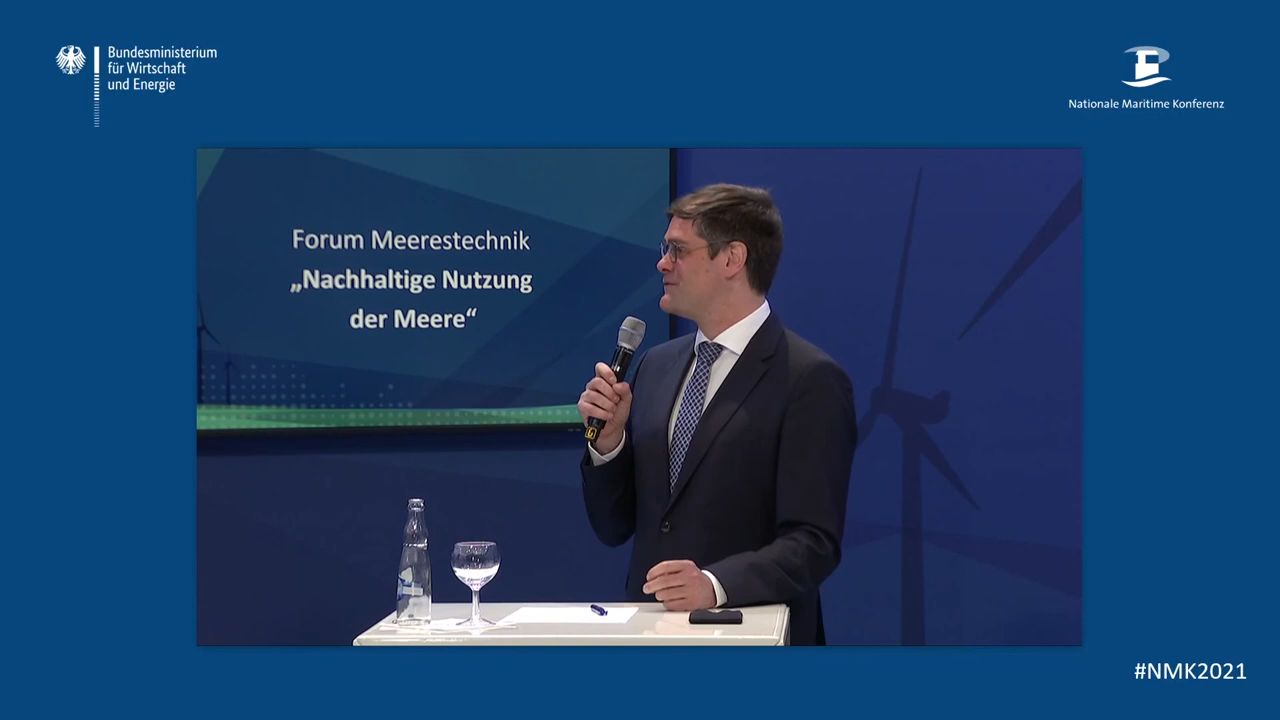 Bundesministerium
für Wirtschaft
und Energie
Nationale Maritime Konferenz
Forum Meerestechnik
„Nachhaltige Nutzung
der Meere“
#NMK2021